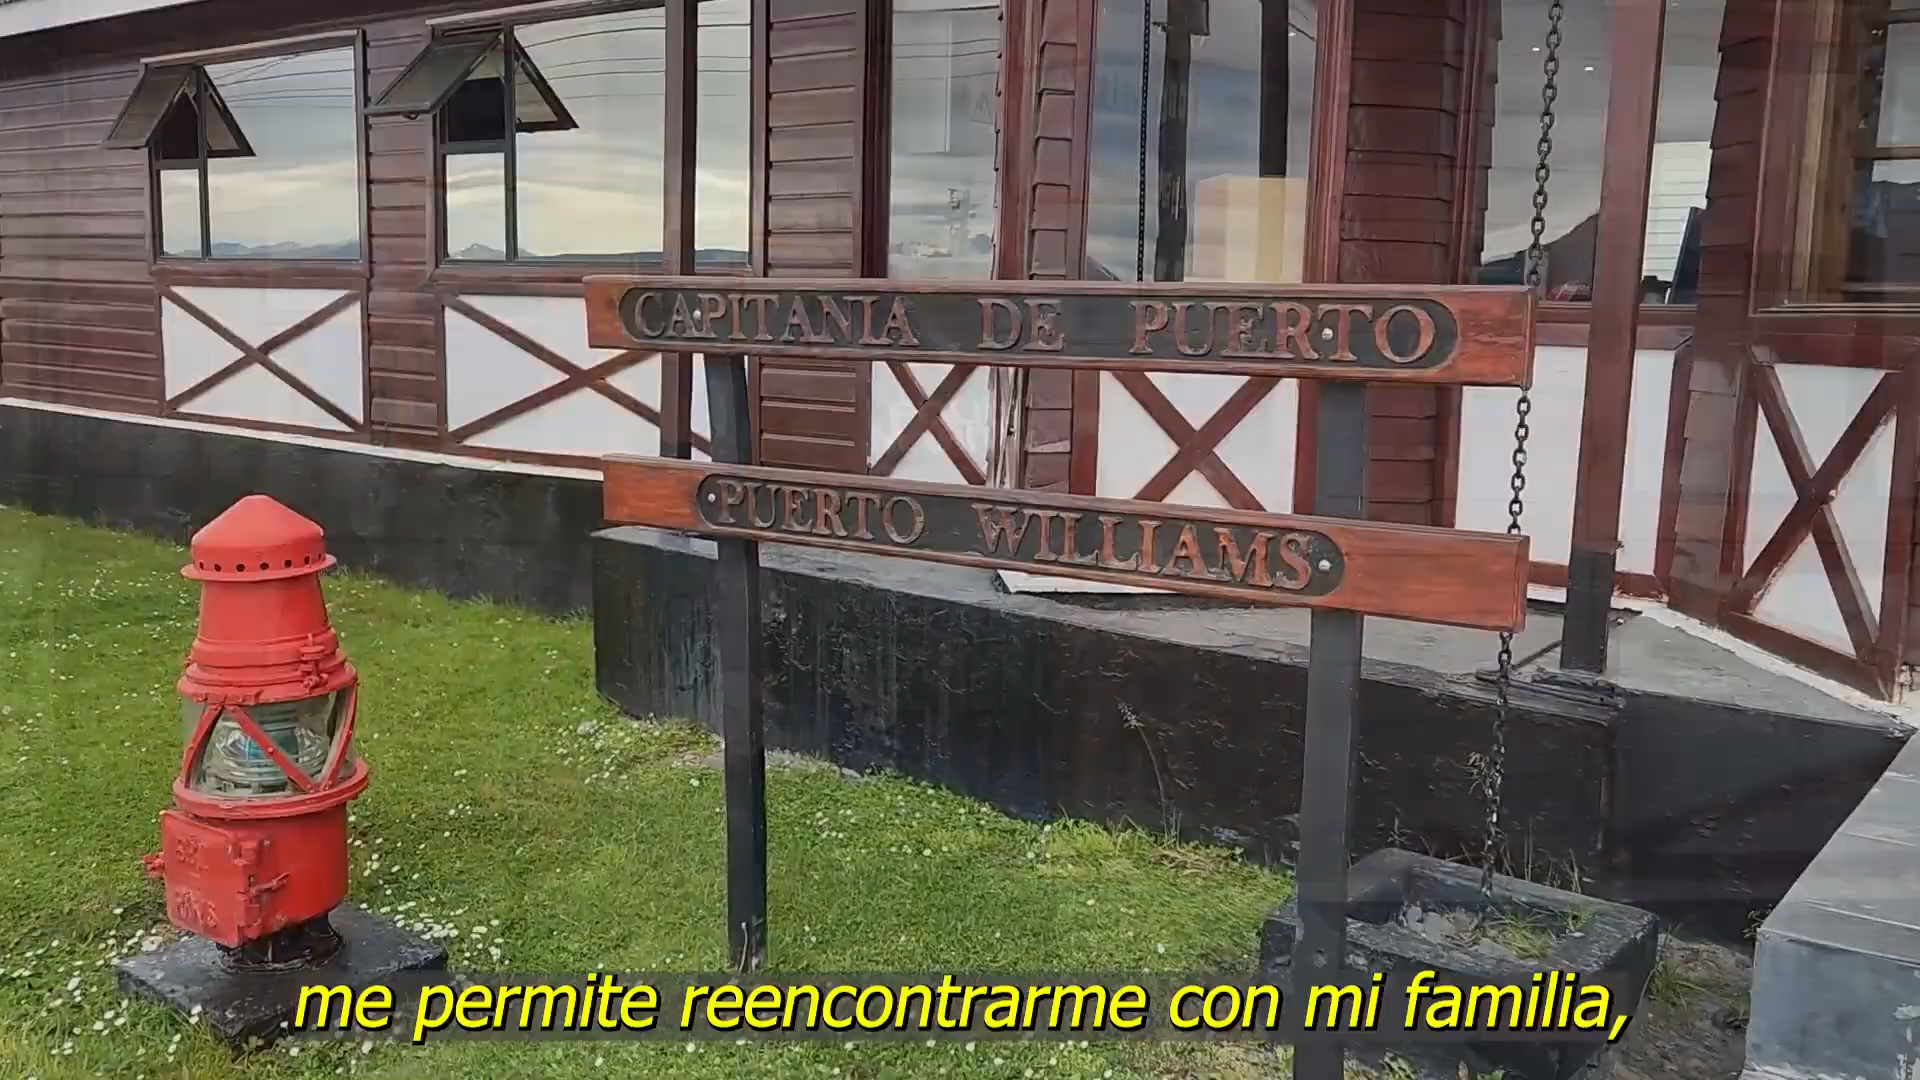 CAPITANIA DE PUERTO
PUERTO WILLIAMS
me permite reencontrarme con mi familia,